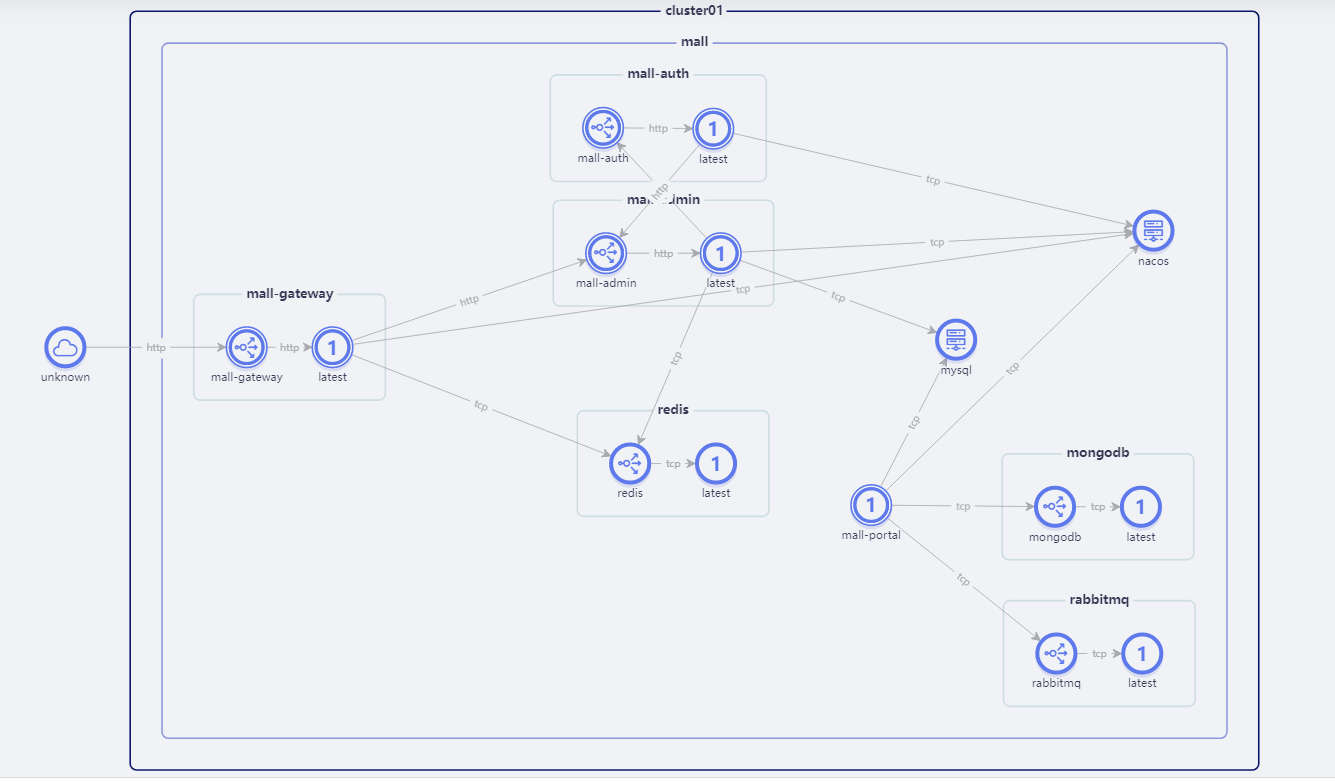 cluster01
mall
mall-auth
http
1
mall-auth
latest
tcp
http
mall-admin
http
1
mall-admin
latest
tcp
nacos
tcp
tcp
http
mall-gateway
unknown
http
http
1
mall-gateway
latest
tcp
mysql
tcp
tcp
tcp
redis
tcp
1
redis
latest
tcp
1
mall-portal
tcp
mongodb
tcp
1
mongodb
latest
tcp
rabbitmq
tcp
1
rabbitmq
latest